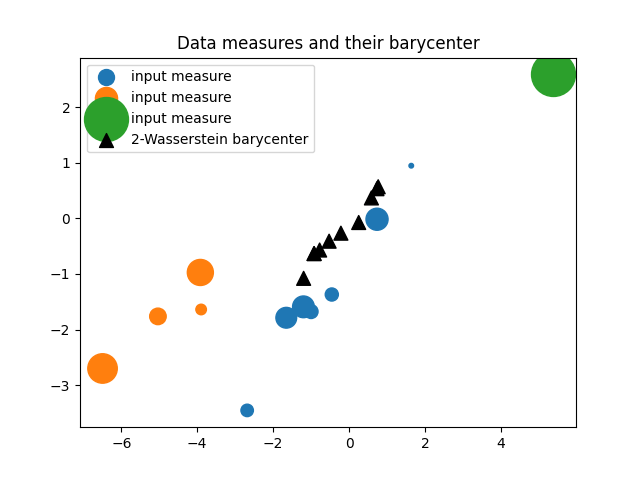 Data measures and their barycenter
input measure
input measure
input measure
2-Wasserstein barycenter
2
1
0
−1
−2
−3
−6
−4
−2
0
2
4